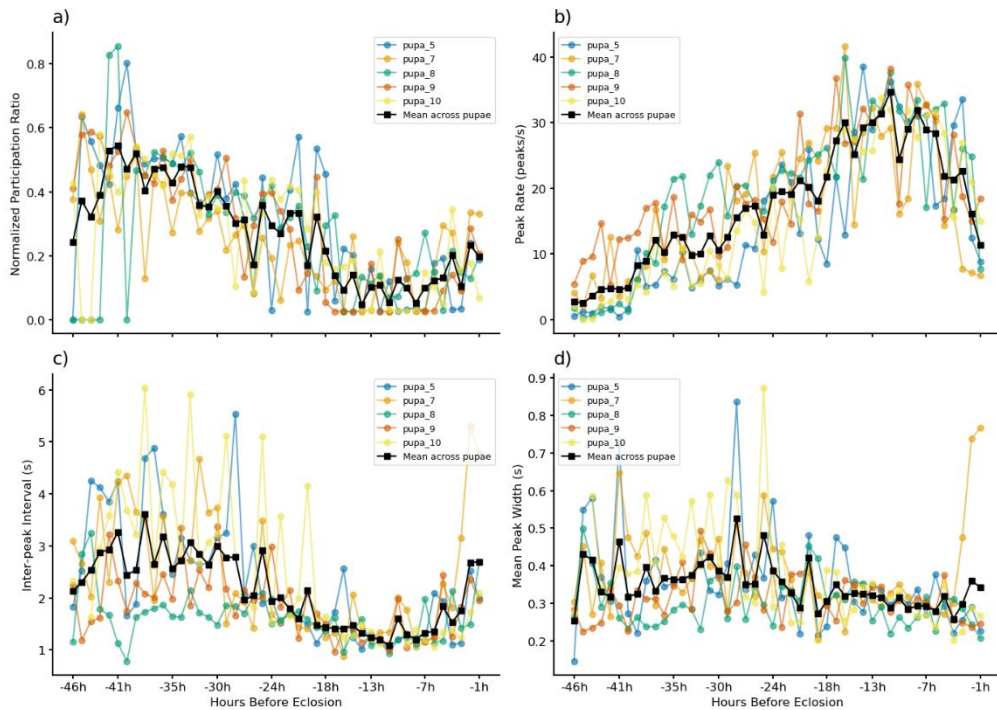 a)
Normalized Participation Ratio
0.8
0.6
0.4
0.2
0.0
pupa_5
pupa_7
pupa_8
pupa_9
pupa_10
Mean across pupae
b)
Peak Rate (peaks/s)
40
30
20
10
0
pupa_5
pupa_7
pupa_8
pupa_9
pupa_10
Mean across pupae
c)
Inter-peak Interval (s)
6
5
4
3
2
1
pupa_5
pupa_7
pupa_8
pupa_9
pupa_10
Mean across pupae
-46h -41h -35h -30h -24h -18h -13h -7h -1h
Hours Before Eclosion
d)
Mean Peak Width (s)
0.9
0.8
0.7
0.6
0.5
0.4
0.3
0.2
pupa_5
pupa_7
pupa_8
pupa_9
pupa_10
Mean across pupae
-46h -41h -35h -30h -24h -18h -13h -7h -1h
Hours Before Eclosion